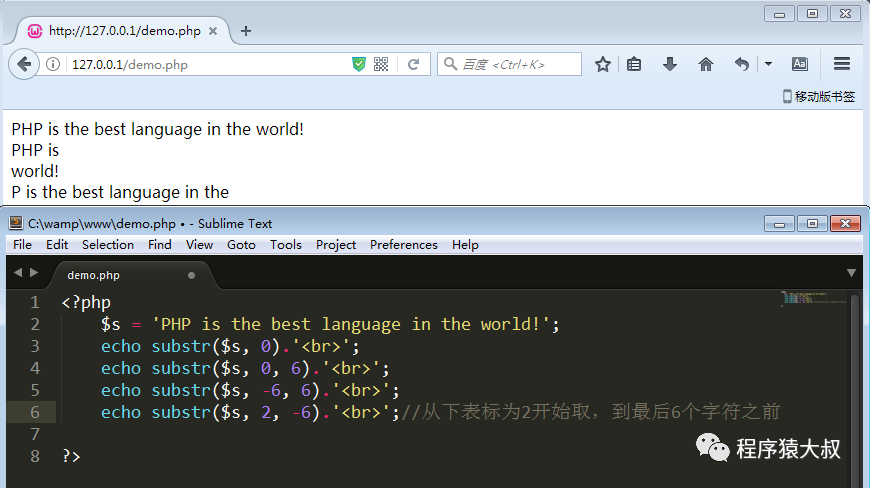 http://127.0.0.1/demo.php
127.0.0.1/demo.php
百度 <Ctrl+K>
移动版书签
PHP is the best language in the world!
PHP is
world!
P is the best language in the
C:\wamp\www\demo.php • - Sublime Text
File Edit Selection Find View Goto Tools Project Preferences Help
demo.php
1 <?php
2 $s = 'PHP is the best language in the world!';
3 echo substr($s, 0).'<br>';
4 echo substr($s, 0, 6).'<br>';
5 echo substr($s, -6, 6).'<br>';
6 echo substr($s, 2, -6).'<br>';//从下表标为2开始取，到最后6个字符之前
7
8 ?>
程序猿大叔